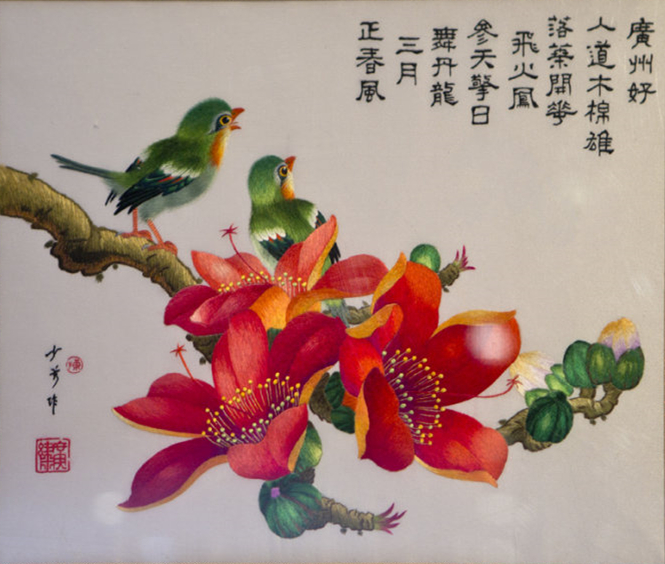 廣州好
人道木棉雄
落葉開花
飛火鳳
參天擎日
舞丹龍
三月
正春風
少芳作